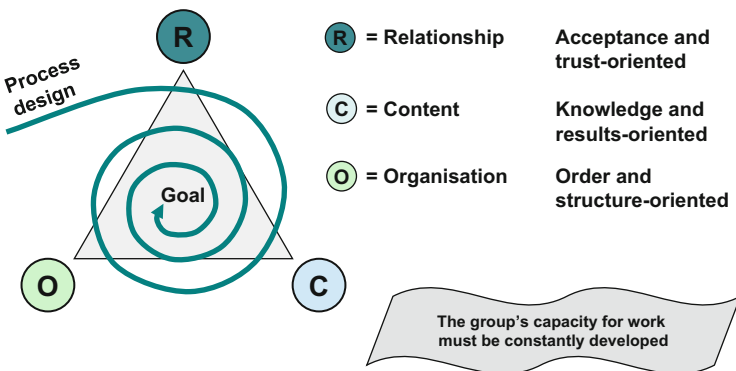 R
Process
design
Goal
O
C
R = Relationship Acceptance and
trust-oriented
C = Content Knowledge and
results-oriented
O = Organisation Order and
structure-oriented
The group's capacity for work
must be constantly developed